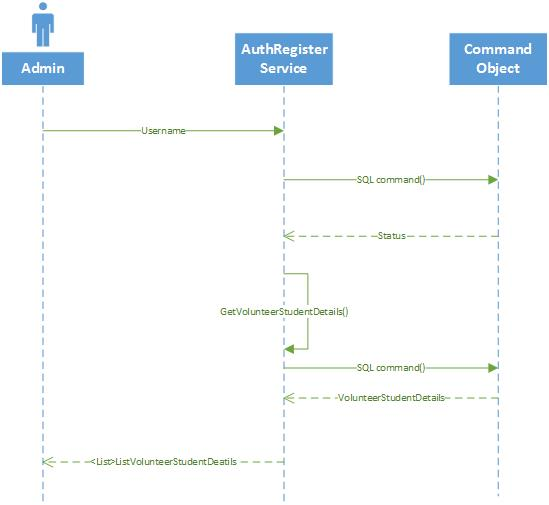 Admin
AuthRegister
Service
Command
Object
Username
SQL command()
Status
GetVolunteerStudentDetails()
SQL command()
VolunteerStudentDetails
<List>ListVolunteerStudentDeatils